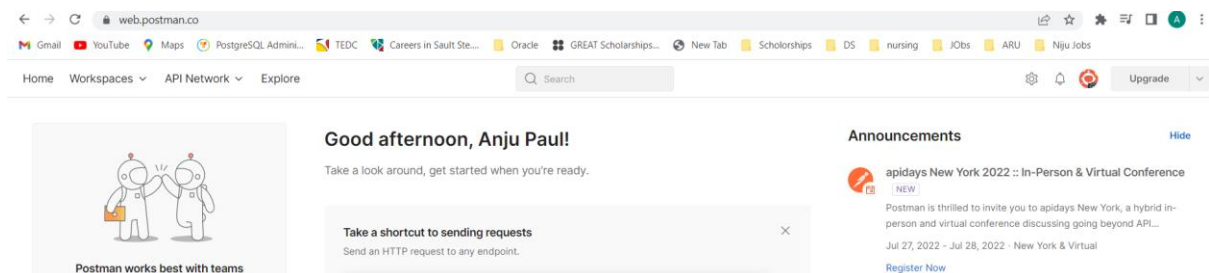 web.postman.co
Gmail YouTube Maps PostgreSQL Admini... TEDC Careers in Sault Ste.... Oracle GREAT Scholarships... New Tab Scholorships DS nursing JObs ARU Niju Jobs
Home Workspaces API Network Explore Search Upgrade
Good afternoon, Anju Paul!
Take a look around, get started when you're ready.
Take a shortcut to sending requests
Send an HTTP request to any endpoint.
Postman works best with teams
Announcements Hide
apidays New York 2022 :: In-Person & Virtual Conference
NEW
Postman is thrilled to invite you to apidays New York, a hybrid in-
person and virtual conference discussing going beyond API...
Jul 27, 2022 - Jul 28, 2022 · New York & Virtual
Register Now